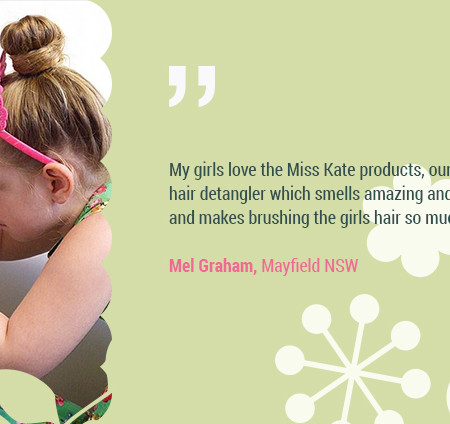 My girls love the Miss Kate products, our
hair detangler which smells amazing and
and makes brushing the girls hair so
Mel Graham, Mayfield NSW